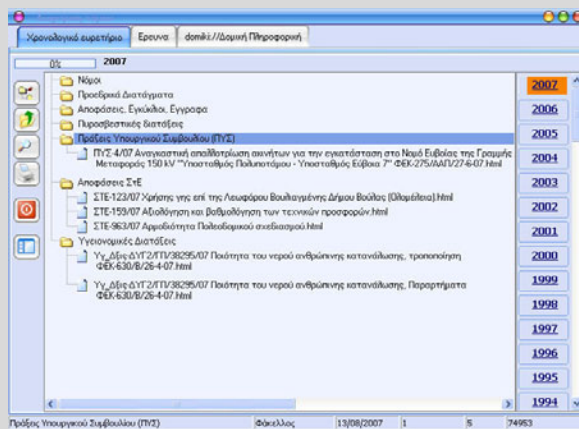 Χρονολογικό ευρετήριο
Έρευνα
domiki://Δομική Πληροφορική
0%
2007
Νόμοι
Προεδρικά Διατάγματα
Αποφάσεις, Εγκύκλιοι, Έγγραφα
Πυροσβεστικές διατάξεις
Πράξεις Υπουργικού Συμβουλίου (ΠΥΣ)
ΠΥΣ-4/07 Αναγκαστική απαλλοτρίωση ακινήτων για την εγκατάσταση στο Νομό Ευβοίας της Γραμμής
Μεταφοράς 150 kV "Υποσταθμός Πολυποτάμου - Υποσταθμός Εύβοια 7" ΦΕΚ-275/ΑΑΠ/27-6-07.html
Αποφάσεις ΣτΕ
ΣΤΕ-123/07 Χρήσης γης επί της Λεωφόρου Βουλιαγμένης Δήμου Βούλας (Ολομέλεια).html
ΣΤΕ-159/07 Αξιολόγηση και βαθμολόγηση των τεχνικών προσφορών.html
ΣΤΕ-963/07 Αρμοδιότητα Πολεοδομικού σχεδιασμού.html
Υγειονομικές Διατάξεις
Υγ_Δξις-ΔΥΓ2/ΓΠ/38295/07 Ποιότητα του νερού ανθρώπινης κατανάλωσης, τροποποίηση
ΦΕΚ-630/Β/26-4-07.html
Υγ_Δξις-ΔΥΓ2/ΓΠ/38295/07 Ποιότητα του νερού ανθρώπινης κατανάλωσης, Παραρτήματα
ΦΕΚ-630/Β/26-4-07.html
2007
2006
2005
2004
2003
2002
2001
2000
1999
1998
1997
1996
1995
1994
Πράξεις Υπουργικού Συμβουλίου (ΠΥΣ)
Φάκελλος
13/08/2007
1
5
74953